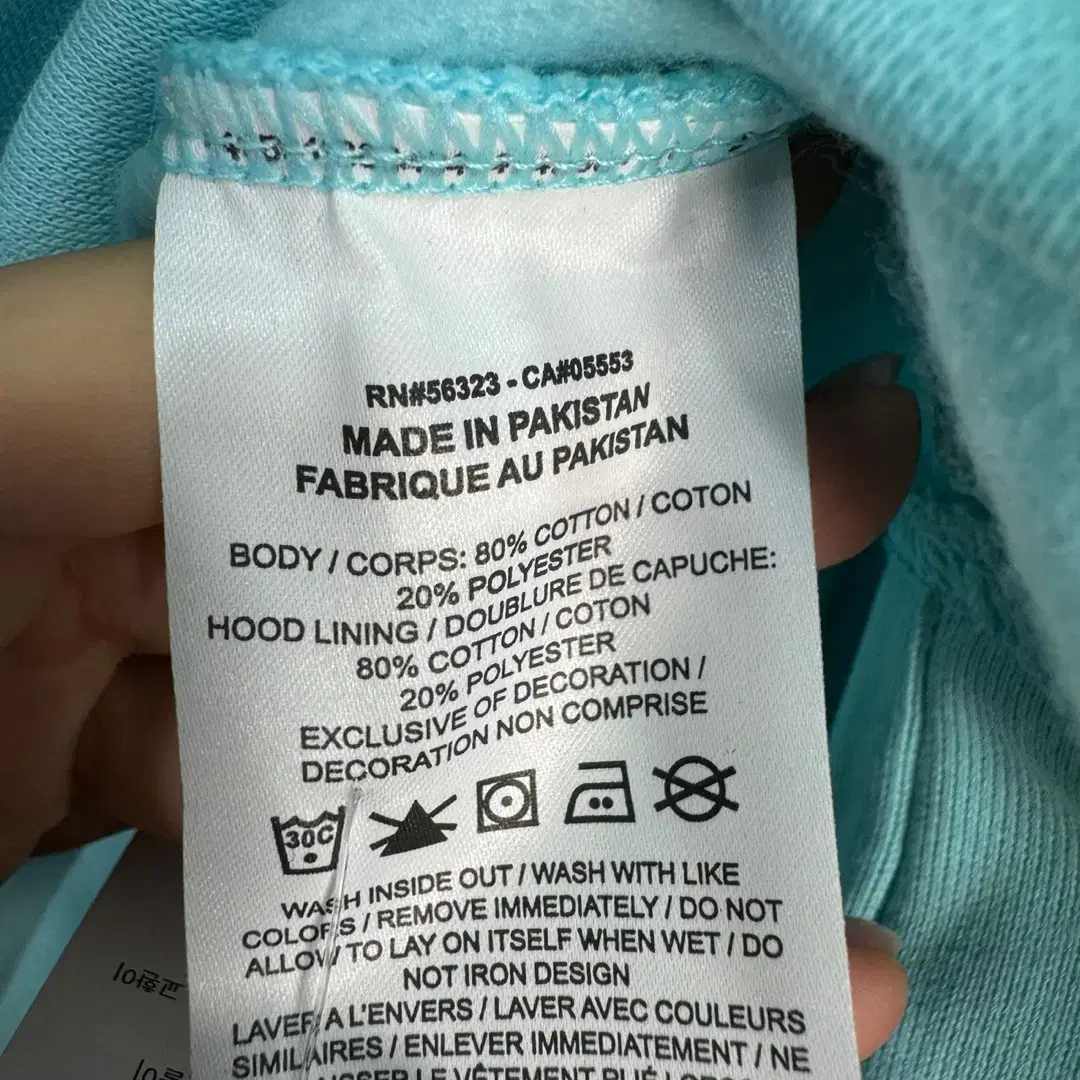 RN#56323 - CA#05553
MADE IN PAKISTAN
FABRIQUE AU PAKISTAN
BODY / CORPS: 80% COTTON / COTON
20% POLYESTER
HOOD LINING / DOUBLURE DE CAPUCHE:
80% COTTON / COTON
20% POLYESTER
EXCLUSIVE OF DECORATION /
DECORATION NON COMPRISE
30C
WASH INSIDE OUT / WASH WITH LIKE
COLORS / REMOVE IMMEDIATELY / DO NOT
ALLOW TO LAY ON ITSELF WHEN WET / DO
NOT IRON DESIGN
LAVER A L'ENVERS / LAVER AVEC COULEURS
SIMILAIRES / ENLEVER IMMEDIATEMENT / NE
LE VÊTEMENT PLIÉ